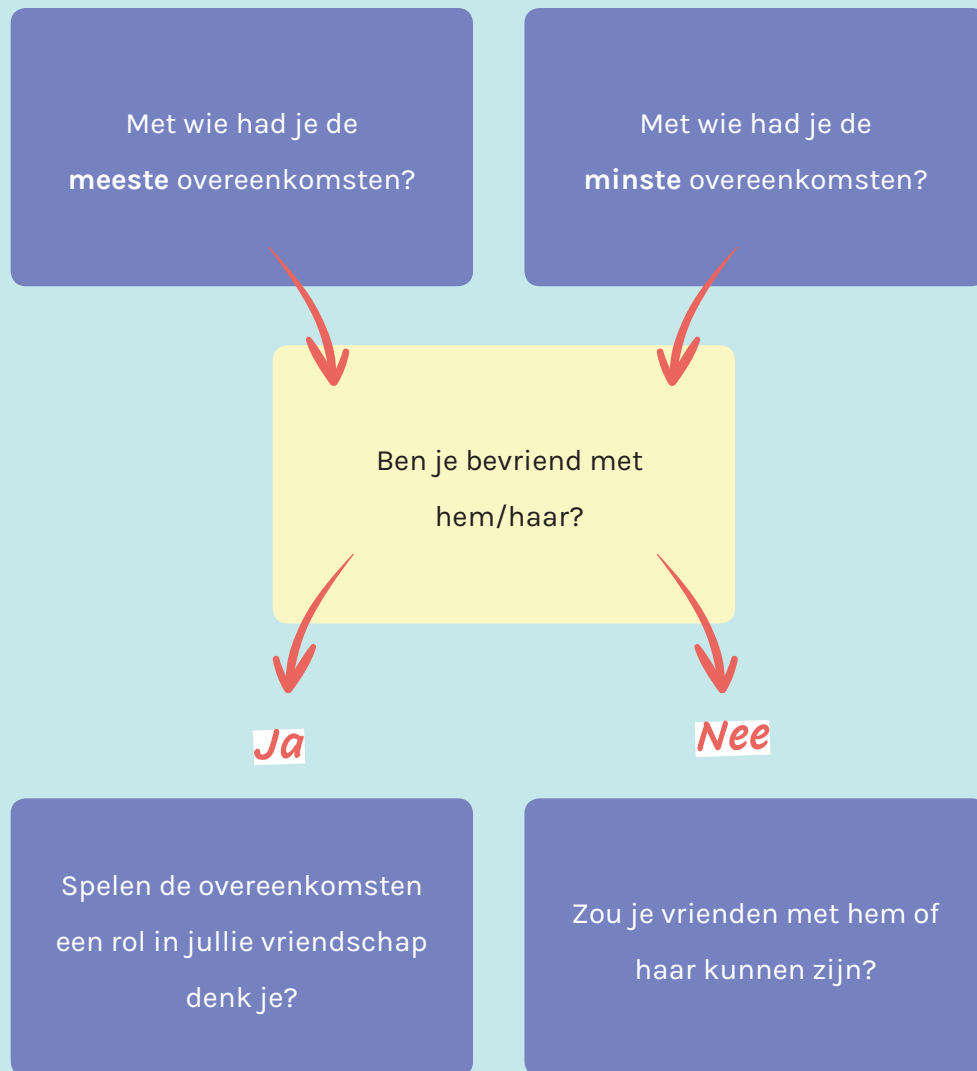 Met wie had je de
meeste overeenkomsten?
Met wie had je de
minste overeenkomsten?
Ben je bevriend met
hem/haar?
Ja
Nee
Spelen de overeenkomsten
een rol in jullie vriendschap
denk je?
Zou je vrienden met hem of
haar kunnen zijn?